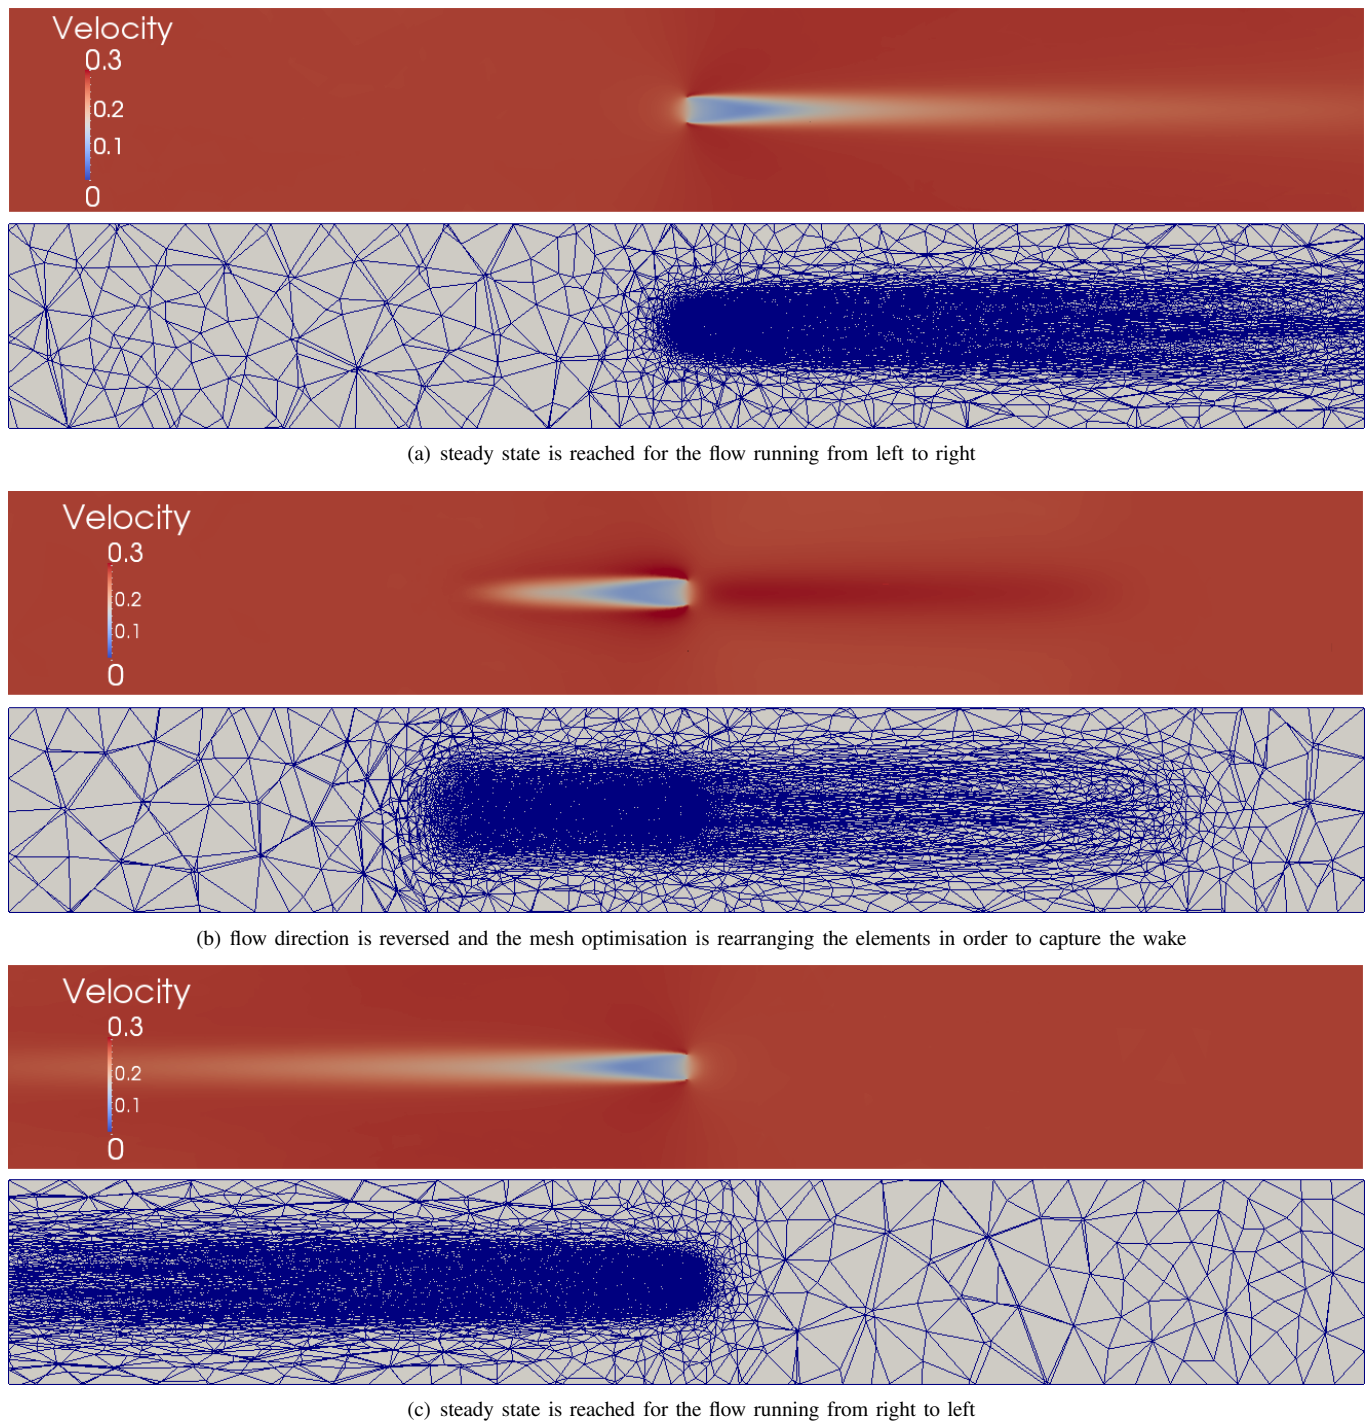 Velocity
0.3
0.2
0.1
0
(a) steady state is reached for the flow running from left to right
Velocity
0.3
0.2
0.1
0
(b) flow direction is reversed and the mesh optimisation is rearranging the elements in order to capture the wake
Velocity
0.3
0.2
0.1
0
(c) steady state is reached for the flow running from right to left